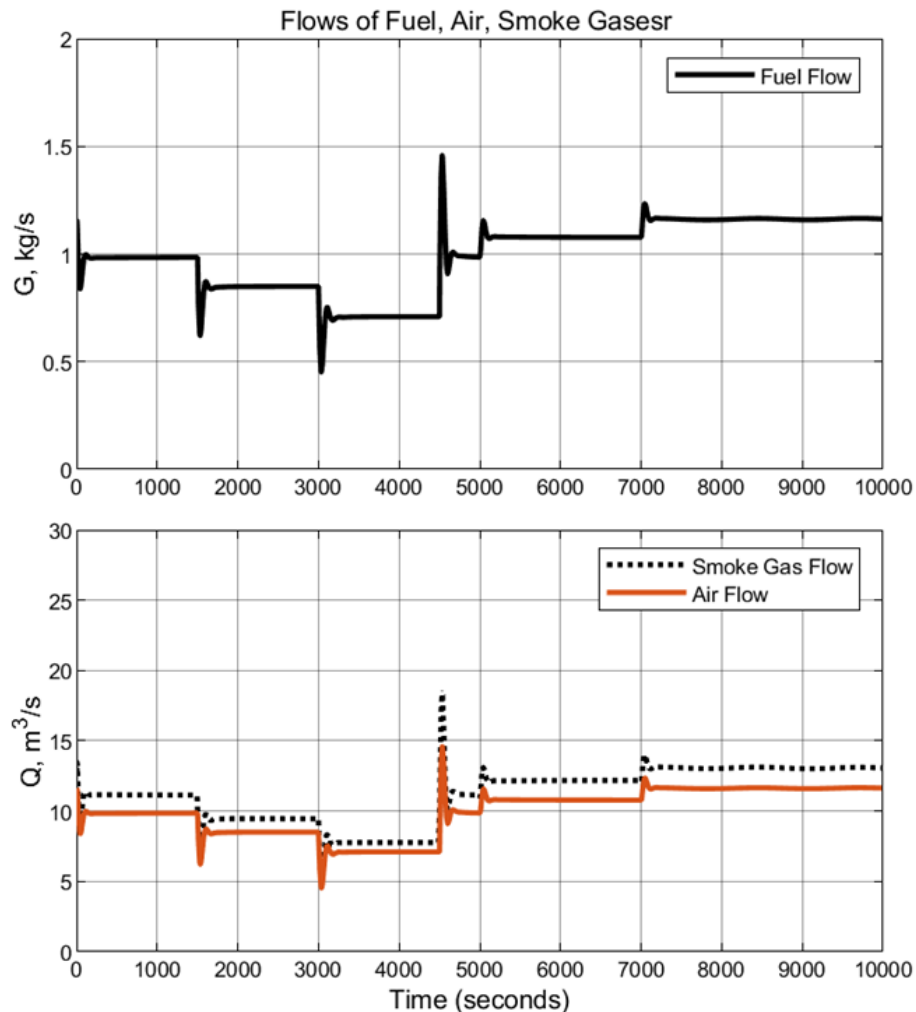 Flows of Fuel, Air, Smoke Gasesr
2
Fuel Flow
1.5
G, kg/s
1
0.5
0
0 1000 2000 3000 4000 5000 6000 7000 8000 9000 10000
30
Smoke Gas Flow
25
Air Flow
20
Q, m³/s
15
10
5
0
0 1000 2000 3000 4000 5000 6000 7000 8000 9000 10000
Time (seconds)